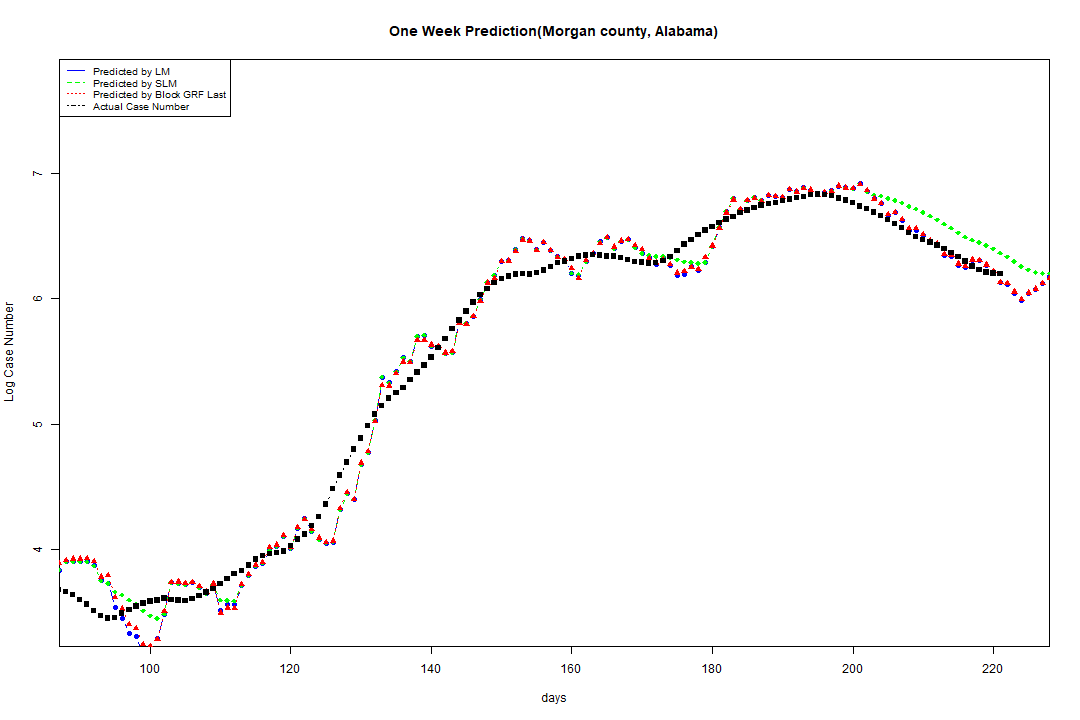 One Week Prediction(Morgan county, Alabama)
Predicted by LM
Predicted by SLM
Predicted by Block GRF Last
Actual Case Number
7
6
5
4
Log Case Number
100 120 140 160 180 200 220
days